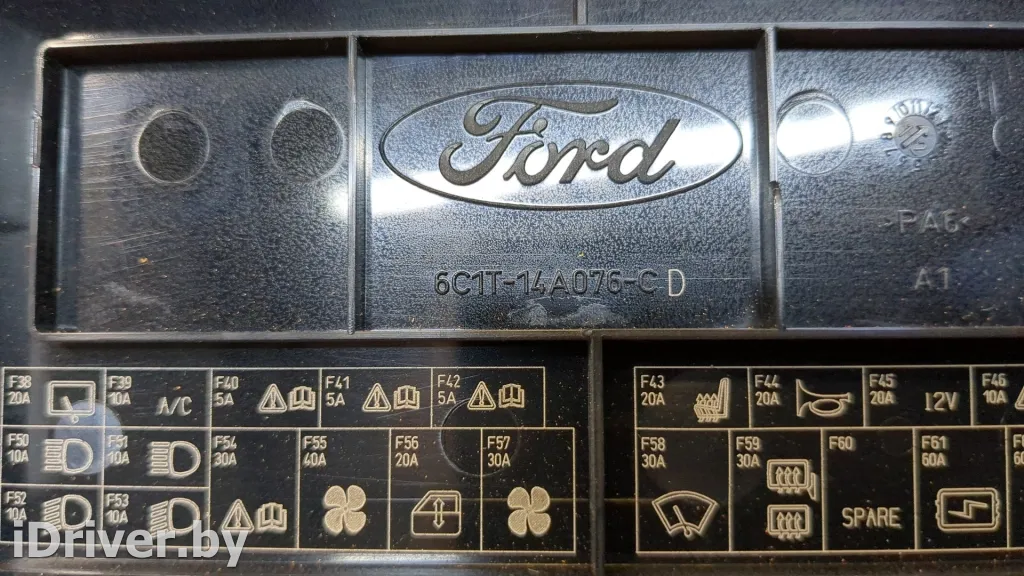 Ford
6C1T-14A076-C D
>PA6<
A1
F38 20A
F39 10A A/C
F40 5A
F41 5A
F42 5A
F43 20A
F44 20A
F45 20A 12V
F46 10A
F50 10A
F51 10A
F54 30A
F55 40A
F56 20A
F57 30A
F58 30A
F59 30A
F60 SPARE
F61 60A
F52 10A
F53 10A
iDriver.by